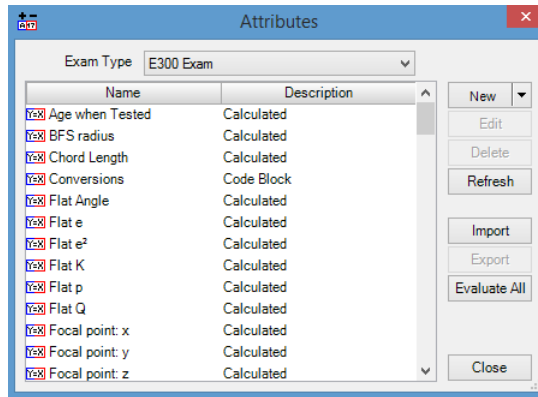 Attributes
Exam Type E300 Exam
Name Description
Y=X Age when Tested Calculated
Y=X BFS radius Calculated
Y=X Chord Length Calculated
Y=X Conversions Code Block
Y=X Flat Angle Calculated
Y=X Flat e Calculated
Y=X Flat e² Calculated
Y=X Flat K Calculated
Y=X Flat p Calculated
Y=X Flat Q Calculated
Y=X Focal point: x Calculated
Y=X Focal point: y Calculated
Y=X Focal point: z Calculated
New
Edit
Delete
Refresh
Import
Export
Evaluate All
Close